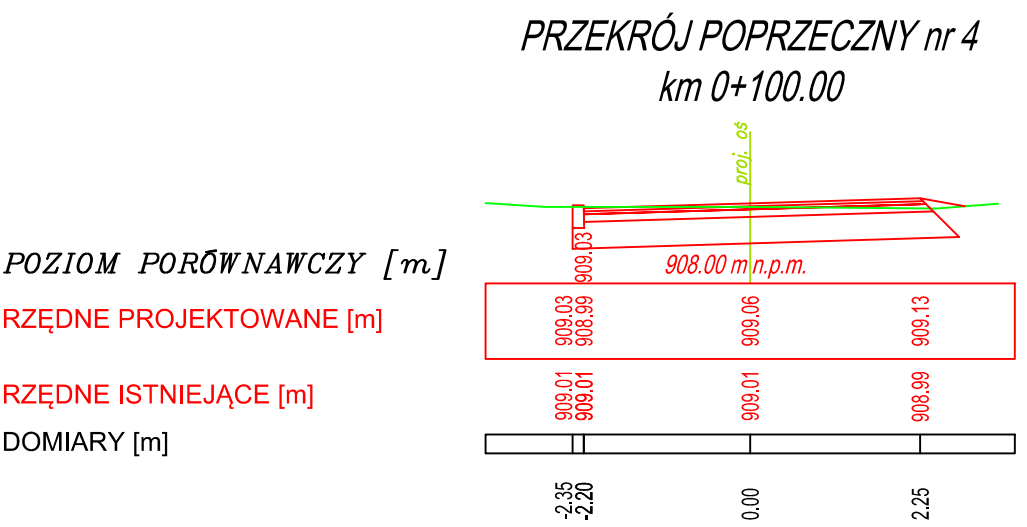 PRZEKRÓJ POPRZECZNY nr 4
km 0+100.00
proj. oś
909.03
POZIOM PORÓWNAWCZY [m]
908.00 m n.p.m.
RZĘDNE PROJEKTOWANE [m]
909.03
908.99
909.06
909.13
RZĘDNE ISTNIEJĄCE [m]
909.01
909.01
909.01
908.99
DOMIARY [m]
-2.35
-2.20
0.00
2.25